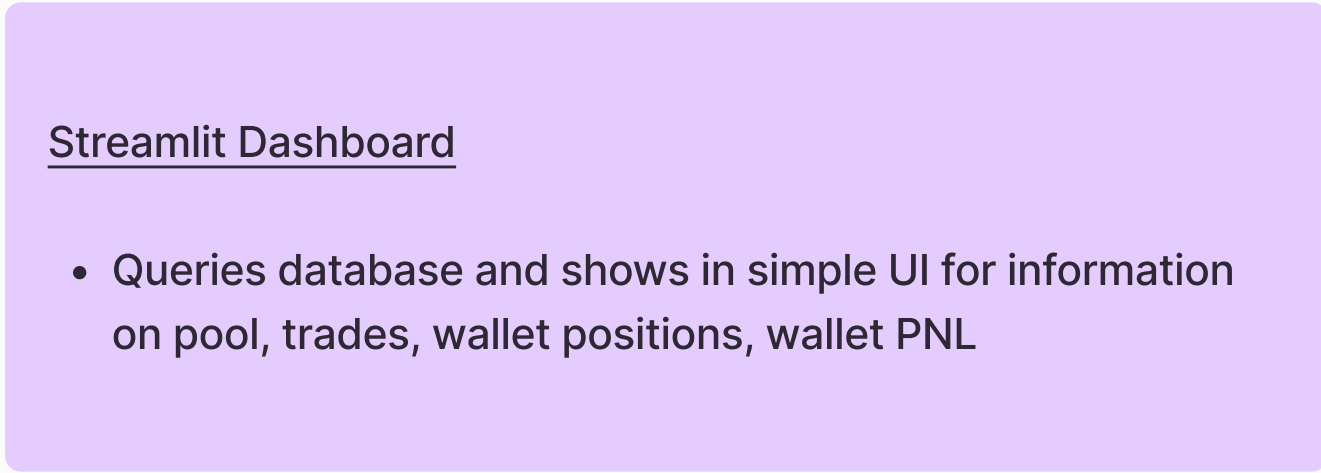 Streamlit Dashboard
• Queries database and shows in simple UI for information
on pool, trades, wallet positions, wallet PNL